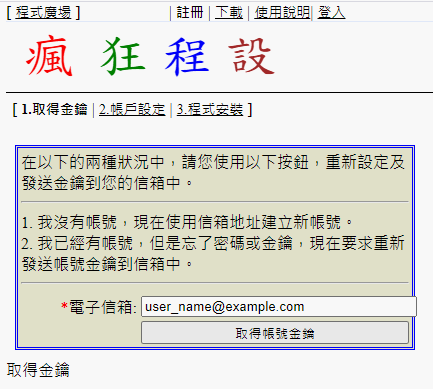 [ 程式廣場 ] | 註冊 | 下載 | 使用說明| 登入
瘋 狂 程 設
[ 1.取得金鑰 | 2.帳戶設定 | 3.程式安裝 ]
在以下的兩種狀況中，請您使用以下按鈕，重新設定及
發送金鑰到您的信箱中。
1. 我沒有帳號，現在使用信箱地址建立新帳號。
2. 我已經有帳號，但是忘了密碼或金鑰，現在要求重新
發送帳號金鑰到信箱中。
*電子信箱: user_name@example.com
取得帳號金鑰
取得金鑰